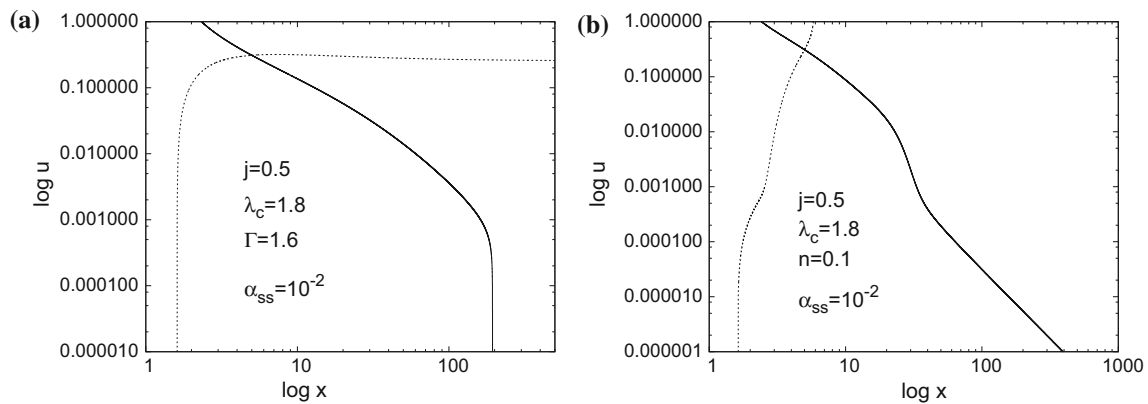 (a)
1.000000
0.100000
0.010000
0.001000
0.000100
0.000010
log u
j=0.5
λc=1.8
Γ=1.6
αss=10-2
1 10 100
log x
(b)
1.000000
0.100000
0.010000
0.001000
0.000100
0.000010
0.000001
log u
j=0.5
λc=1.8
n=0.1
αss=10-2
1 10 100 1000
log x